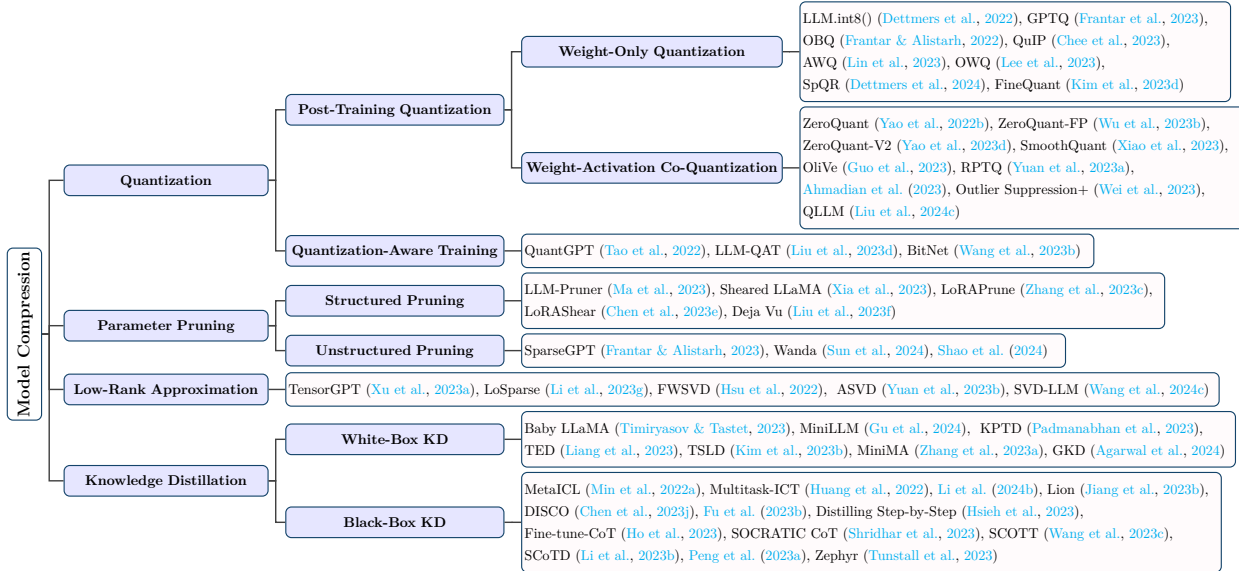 Model Compression
Quantization
Post-Training Quantization
Weight-Only Quantization
LLM.int8() (Dettmers et al., 2022), GPTQ (Frantar et al., 2023),
OBQ (Frantar & Alistarh, 2022), QuIP (Chee et al., 2023),
AWQ (Lin et al., 2023), OWQ (Lee et al., 2023),
SpQR (Dettmers et al., 2024), FineQuant (Kim et al., 2023d)
Weight-Activation Co-Quantization
ZeroQuant (Yao et al., 2022b), ZeroQuant-FP (Wu et al., 2023b),
ZeroQuant-V2 (Yao et al., 2023d), SmoothQuant (Xiao et al., 2023),
OliVe (Guo et al., 2023), RPTQ (Yuan et al., 2023a),
Ahmadian et al. (2023), Outlier Suppression+ (Wei et al., 2023),
QLLM (Liu et al., 2024c)
Quantization-Aware Training
QuantGPT (Tao et al., 2022), LLM-QAT (Liu et al., 2023d), BitNet (Wang et al., 2023b)
Parameter Pruning
Structured Pruning
LLM-Pruner (Ma et al., 2023), Sheared LLaMA (Xia et al., 2023), LoRAPrune (Zhang et al., 2023c),
LoRAShear (Chen et al., 2023e), Deja Vu (Liu et al., 2023f)
Unstructured Pruning
SparseGPT (Frantar & Alistarh, 2023), Wanda (Sun et al., 2024), Shao et al. (2024)
Low-Rank Approximation
TensorGPT (Xu et al., 2023a), LoSparse (Li et al., 2023g), FWSVD (Hsu et al., 2022), ASVD (Yuan et al., 2023b), SVD-LLM (Wang et al., 2024c)
Knowledge Distillation
White-Box KD
Baby LLaMA (Timiryasov & Tastet, 2023), MiniLLM (Gu et al., 2024), KPTD (Padmanabhan et al., 2023),
TED (Liang et al., 2023), TSLD (Kim et al., 2023b), MiniMA (Zhang et al., 2023a), GKD (Agarwal et al., 2024)
Black-Box KD
MetaICL (Min et al., 2022a), Multitask-ICT (Huang et al., 2022), Li et al. (2024b), Lion (Jiang et al., 2023b),
DISCO (Chen et al., 2023j), Fu et al. (2023b), Distilling Step-by-Step (Hsieh et al., 2023),
Fine-tune-CoT (Ho et al., 2023), SOCRATIC CoT (Shridhar et al., 2023), SCOTT (Wang et al., 2023c),
SCoTD (Li et al., 2023b), Peng et al. (2023a), Zephyr (Tunstall et al., 2023)